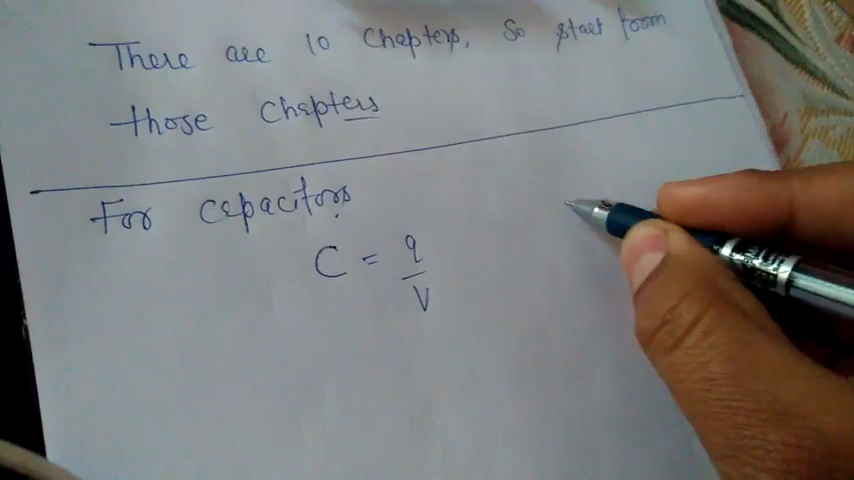 There are 10 Chapters, So start from
those Chapters
For Capacitors
C = q/V